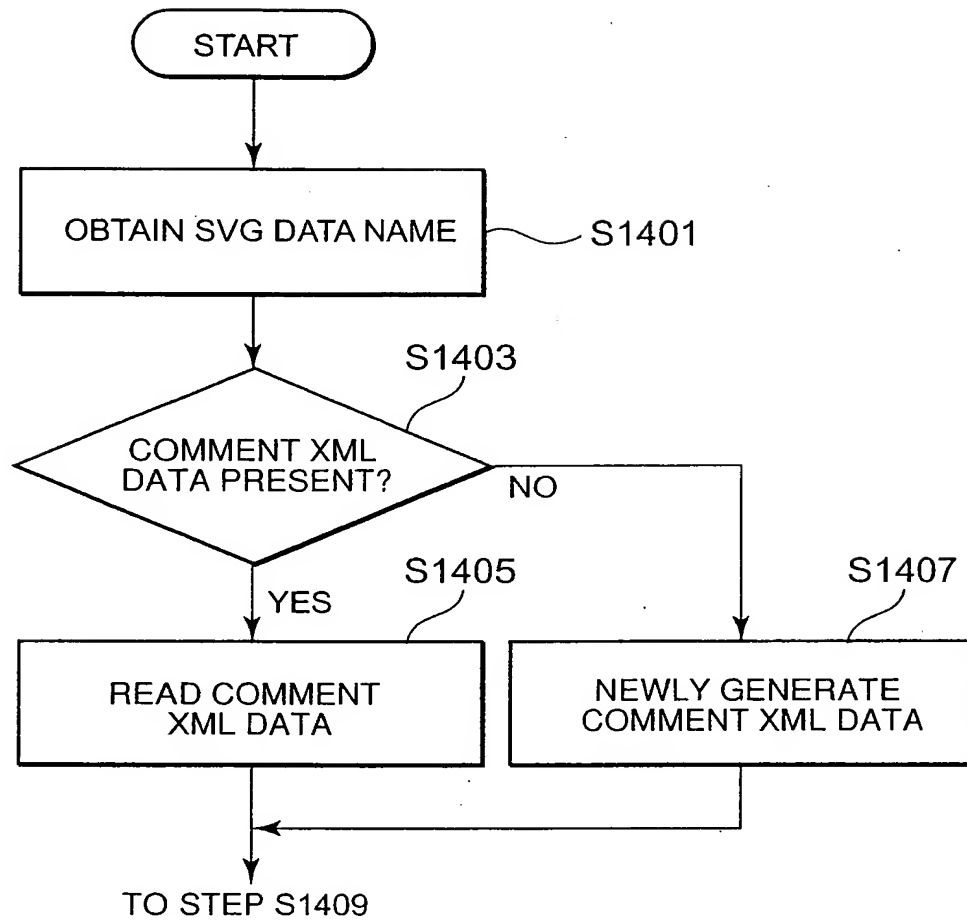 START
OBTAIN SVG DATA NAME
S1401
S1403
COMMENT XML
DATA PRESENT?
NO
YES
S1405
S1407
READ COMMENT
XML DATA
NEWLY GENERATE
COMMENT XML DATA
TO STEP S1409